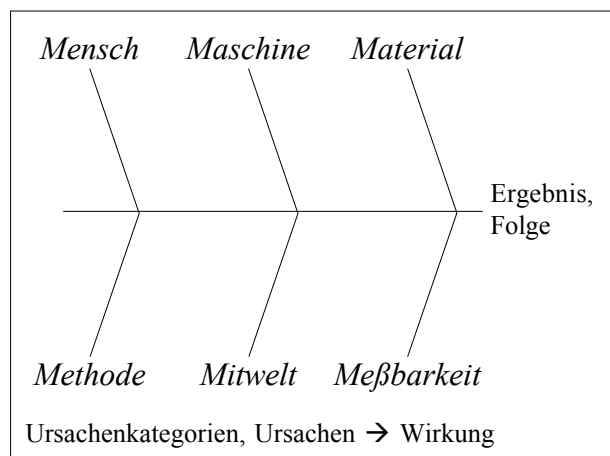 Mensch Maschine Material
Ergebnis,
Folge
Methode Mitwelt Meßbarkeit
Ursachenkategorien, Ursachen → Wirkung